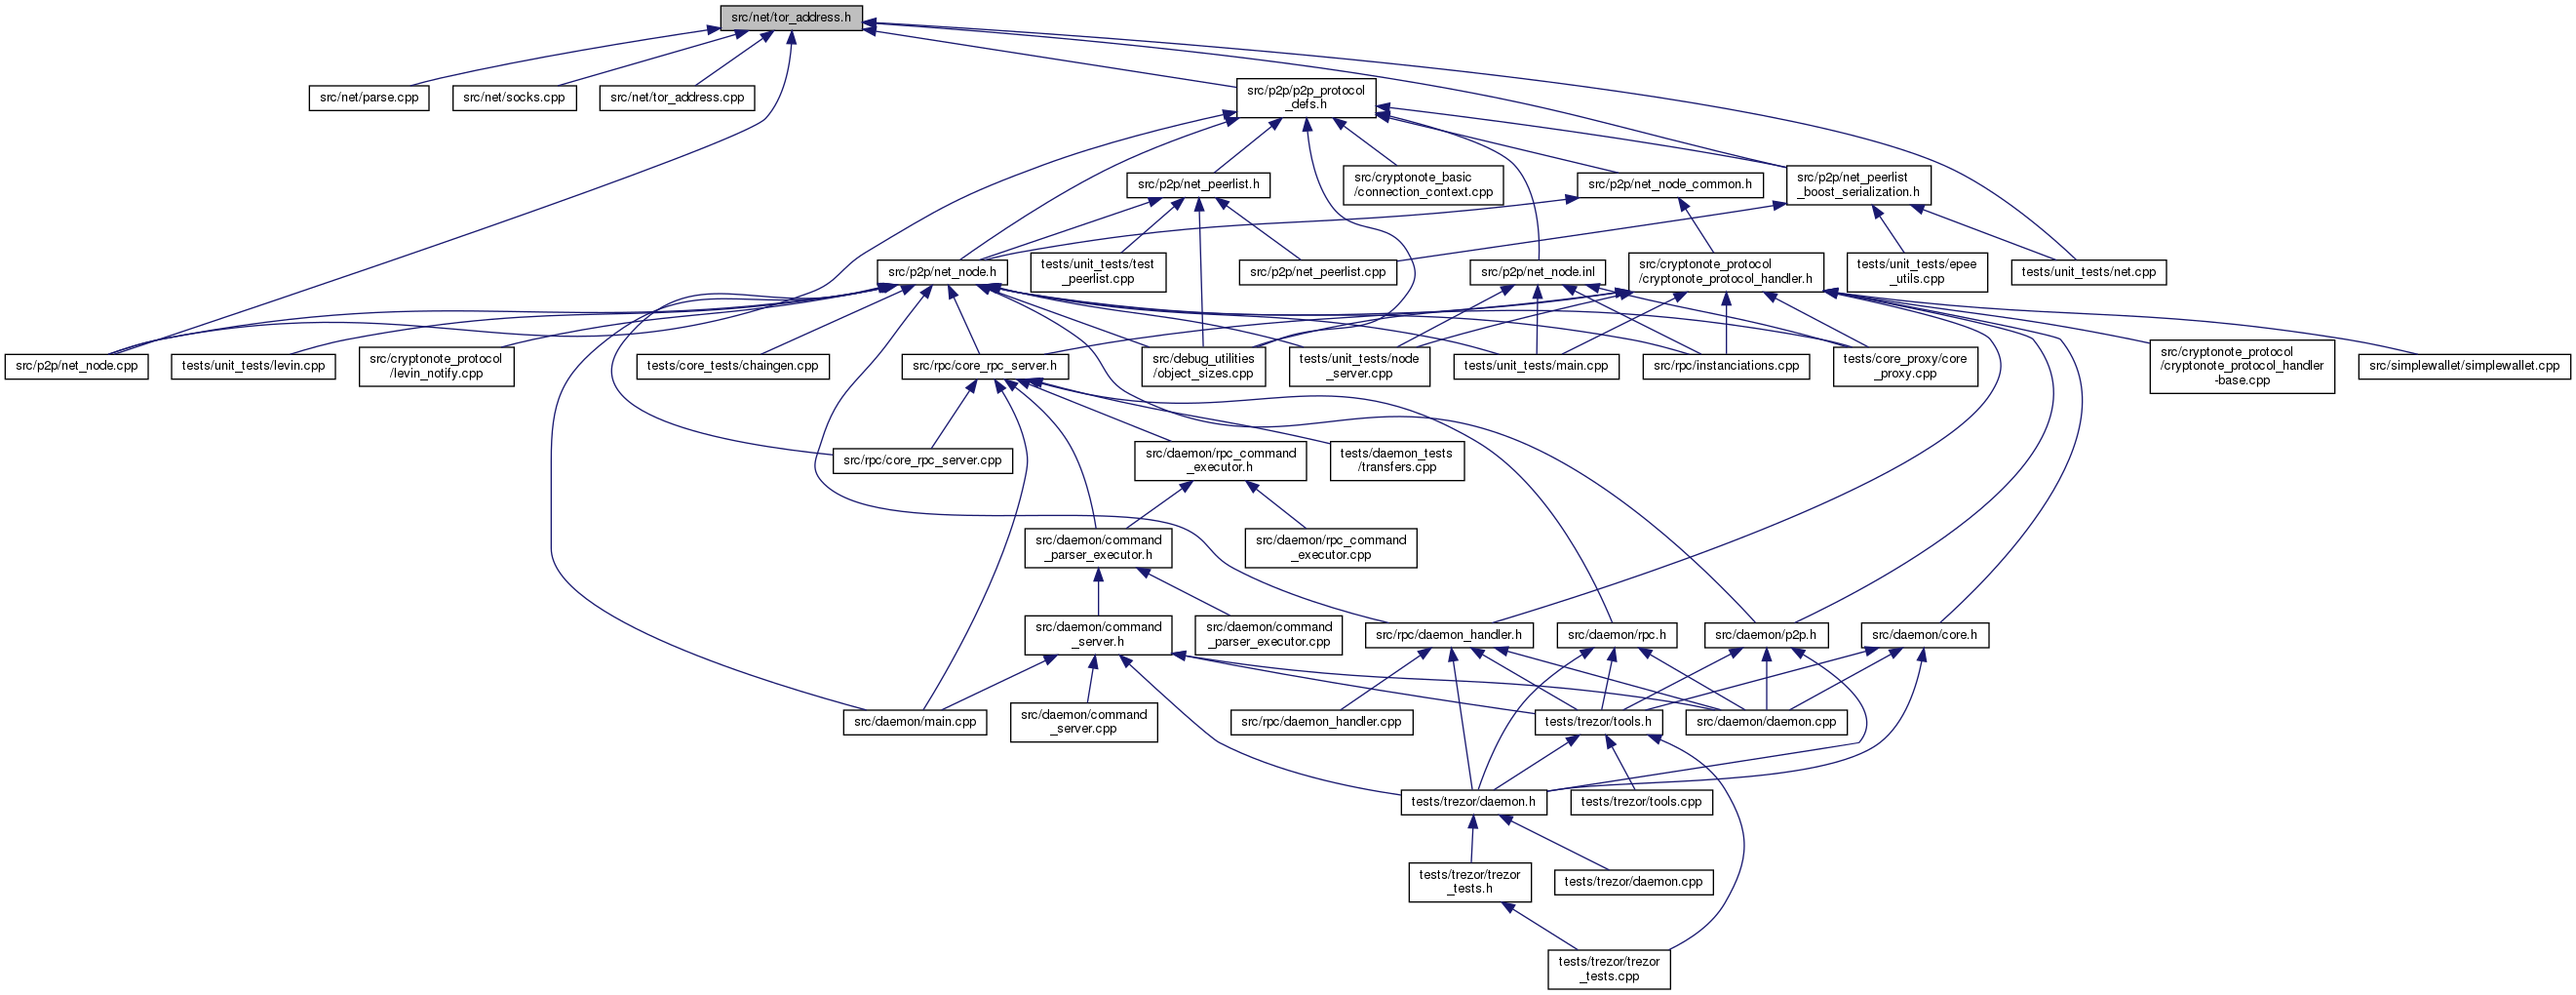 src/net/tor_address.h
src/net/parse.cpp
src/net/socks.cpp
src/net/tor_address.cpp
src/p2p/p2p_protocol
_defs.h
src/p2p/net_peerlist.h
src/cryptonote_basic
/connection_context.cpp
src/p2p/net_node_common.h
src/p2p/net_peerlist
_boost_serialization.h
src/p2p/net_node.h
tests/unit_tests/test
_peerlist.cpp
src/p2p/net_peerlist.cpp
src/p2p/net_node.inl
src/cryptonote_protocol
/cryptonote_protocol_handler.h
tests/unit_tests/epee
_utils.cpp
tests/unit_tests/net.cpp
src/p2p/net_node.cpp
tests/unit_tests/levin.cpp
src/cryptonote_protocol
/levin_notify.cpp
tests/core_tests/chaingen.cpp
src/rpc/core_rpc_server.h
src/debug_utilities
/object_sizes.cpp
tests/unit_tests/node
_server.cpp
tests/unit_tests/main.cpp
src/rpc/instanciations.cpp
tests/core_proxy/core
_proxy.cpp
src/cryptonote_protocol
/cryptonote_protocol_handler
-base.cpp
src/simplewallet/simplewallet.cpp
src/rpc/core_rpc_server.cpp
src/daemon/rpc_command
_executor.h
tests/daemon_tests
/transfers.cpp
src/daemon/command
_parser_executor.h
src/daemon/rpc_command
_executor.cpp
src/daemon/command
_server.h
src/daemon/command
_parser_executor.cpp
src/rpc/daemon_handler.h
src/daemon/rpc.h
src/daemon/p2p.h
src/daemon/core.h
src/daemon/main.cpp
src/daemon/command
_server.cpp
src/rpc/daemon_handler.cpp
tests/trezor/tools.h
src/daemon/daemon.cpp
tests/trezor/daemon.h
tests/trezor/tools.cpp
tests/trezor/trezor
_tests.h
tests/trezor/daemon.cpp
tests/trezor/trezor
_tests.cpp